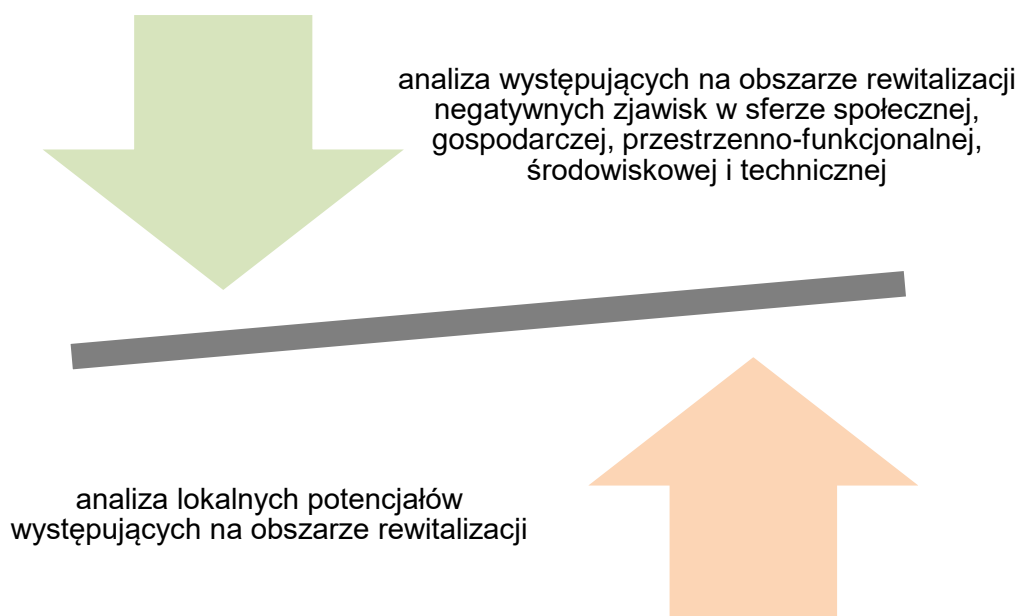 analiza występujących na obszarze rewitalizacji
negatywnych zjawisk w sferze społecznej,
gospodarczej, przestrzenno-funkcjonalnej,
środowiskowej i technicznej
analiza lokalnych potencjałów
występujących na obszarze rewitalizacji